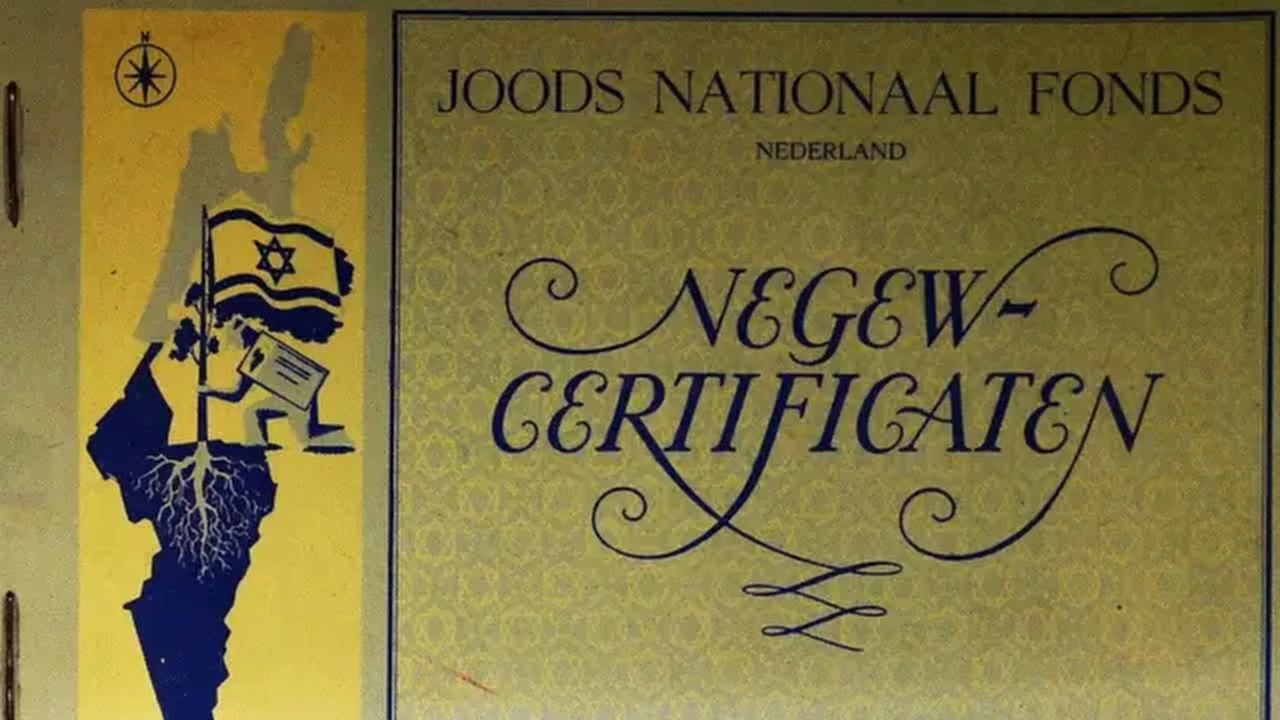 N
JOODS NATIONAAL FONDS
NEDERLAND
NEGEW-
CERTIFICATEN